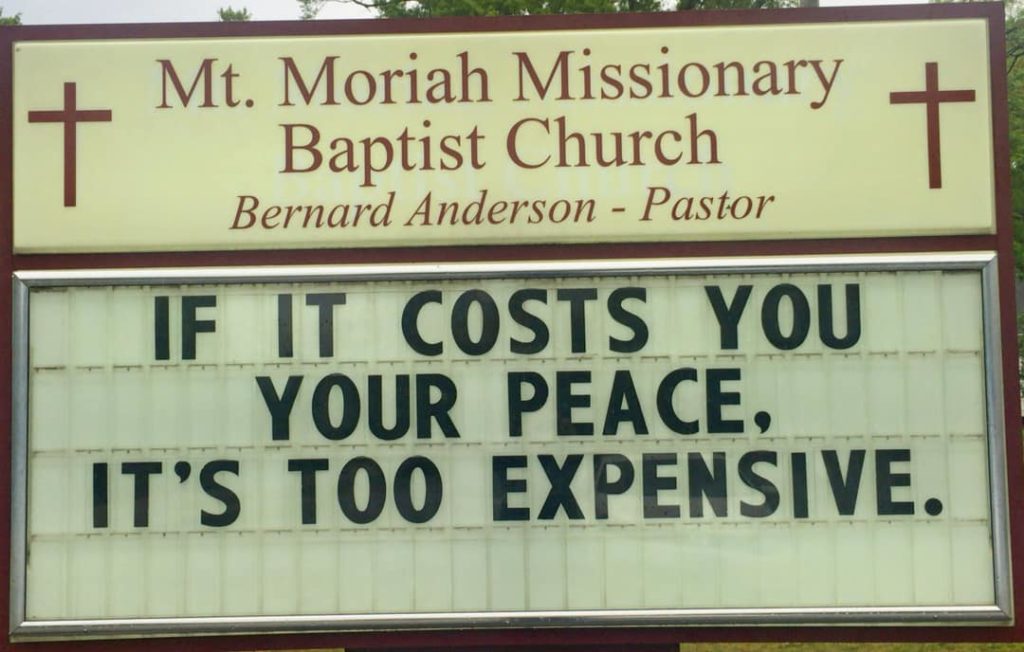 Mt. Moriah Missionary
Baptist Church
Bernard Anderson - Pastor
IF IT COSTS YOU
YOUR PEACE,
IT'S TOO EXPENSIVE.